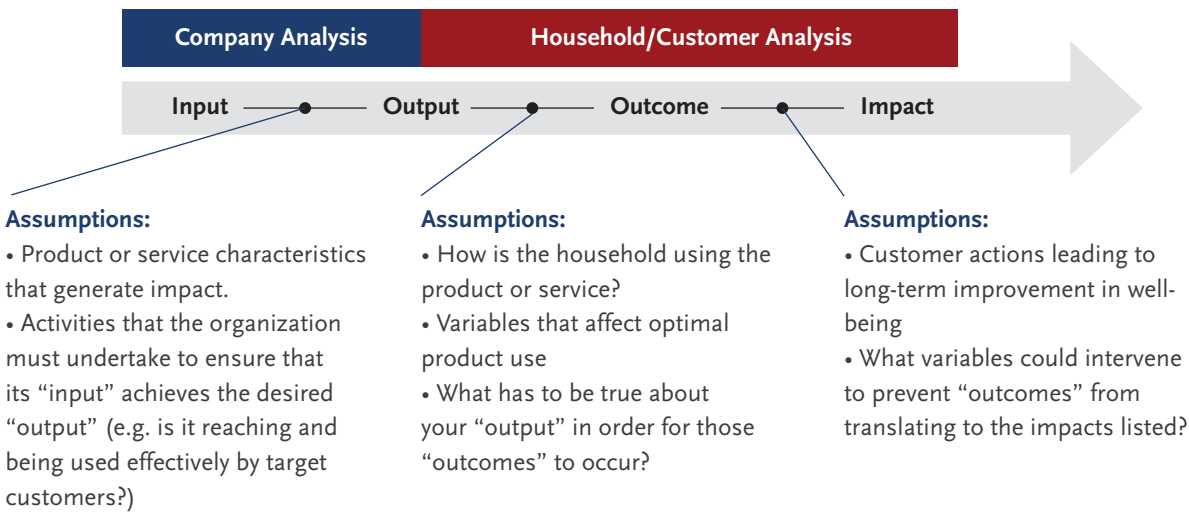 Company Analysis
Household/Customer Analysis
Input
Output
Outcome
Impact
Assumptions:
• Product or service characteristics
that generate impact.
• Activities that the organization
must undertake to ensure that
its “input” achieves the desired
“output” (e.g. is it reaching and
being used effectively by target
customers?)
Assumptions:
• How is the household using the
product or service?
• Variables that affect optimal
product use
• What has to be true about
your “output” in order for those
“outcomes” to occur?
Assumptions:
• Customer actions leading to
long-term improvement in well-
being
• What variables could intervene
to prevent “outcomes” from
translating to the impacts listed?